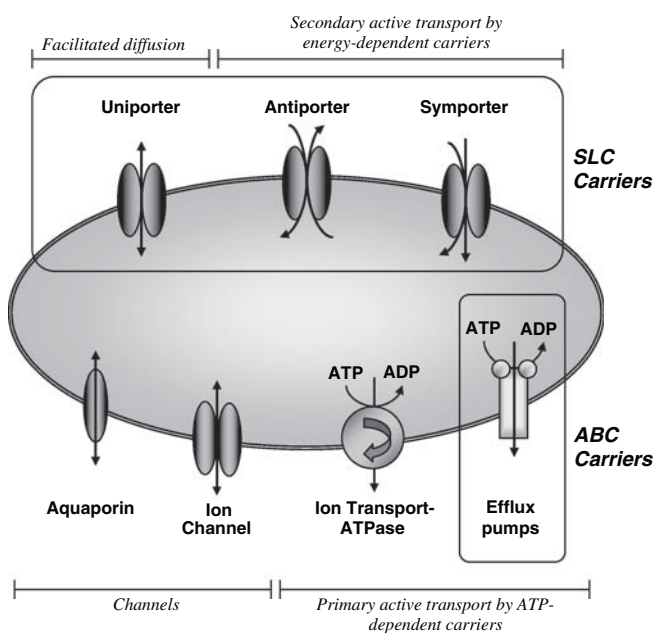 Facilitated diffusion
Secondary active transport by
energy-dependent carriers
Uniporter
Antiporter
Symporter
SLC
Carriers
ATP
ADP
ATP
ADP
ABC
Carriers
Aquaporin
Ion
Channel
Ion Transport-
ATPase
Efflux
pumps
Channels
Primary active transport by ATP-
dependent carriers